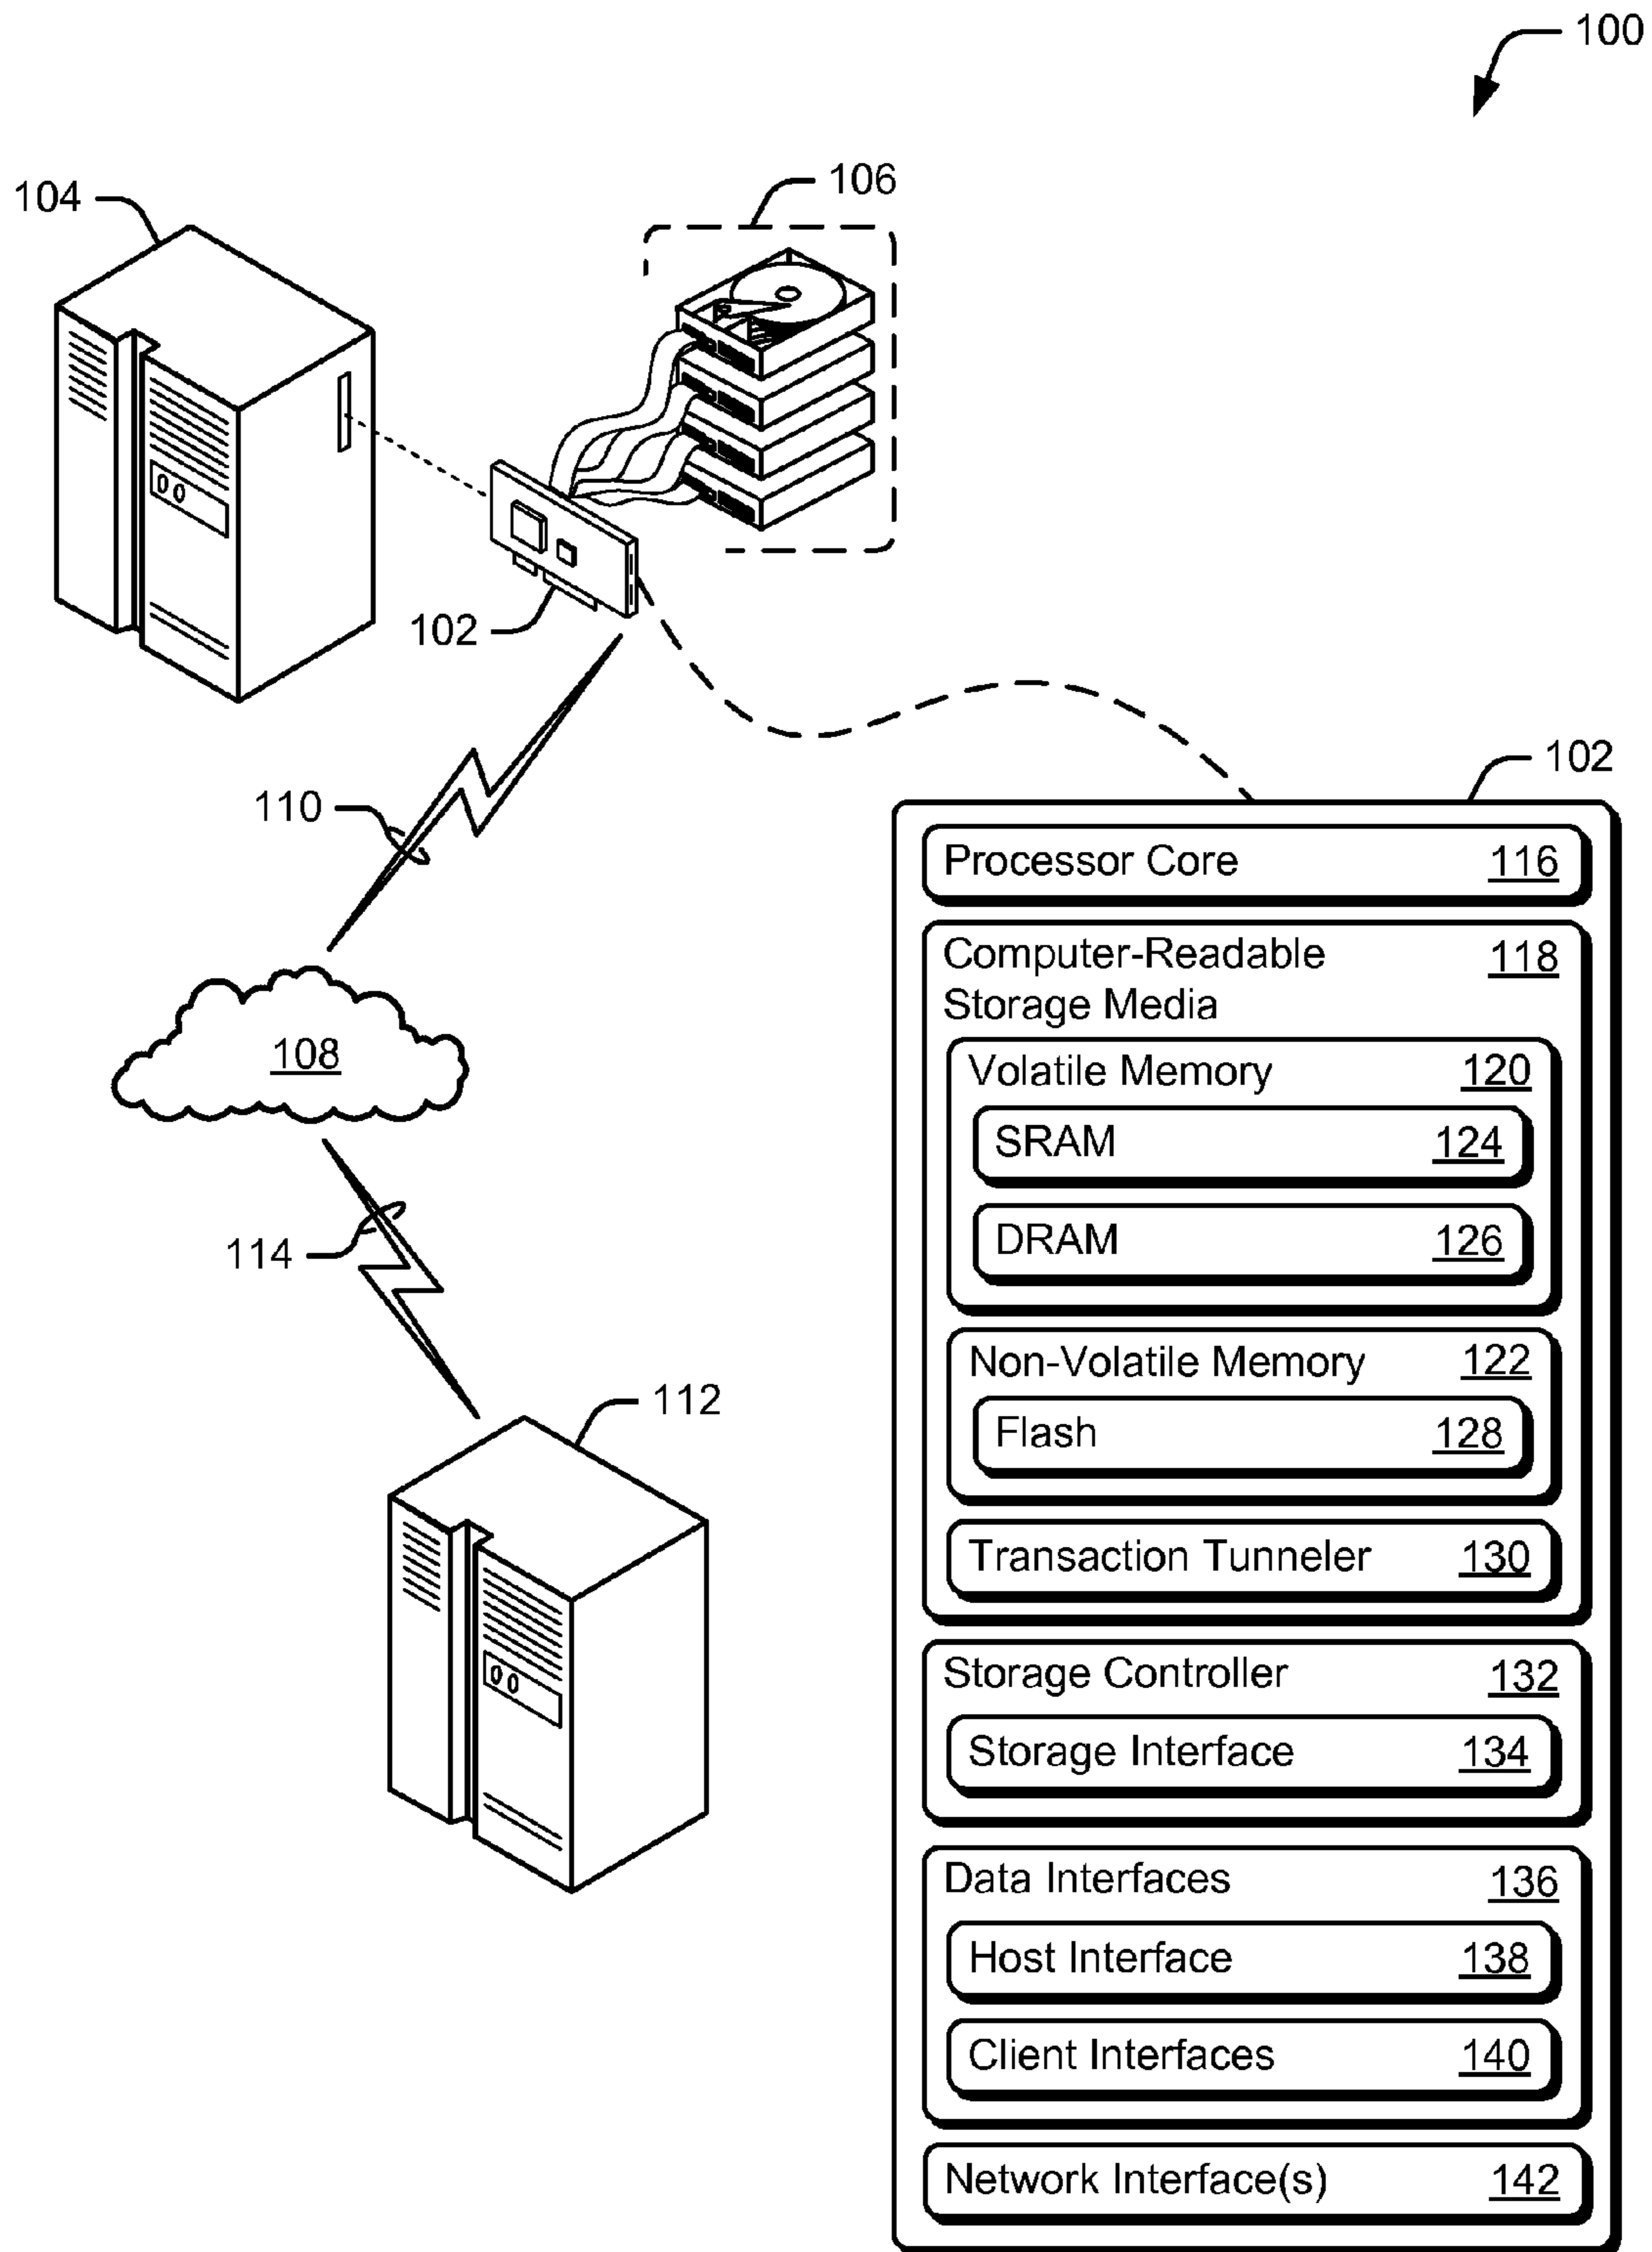 100
104
106
102
110
102
108
114
112
Processor Core 116
Computer-Readable 118
Storage Media
Volatile Memory 120
SRAM 124
DRAM 126
Non-Volatile Memory 122
Flash 128
Transaction Tunneler 130
Storage Controller 132
Storage Interface 134
Data Interfaces 136
Host Interface 138
Client Interfaces 140
Network Interface(s) 142